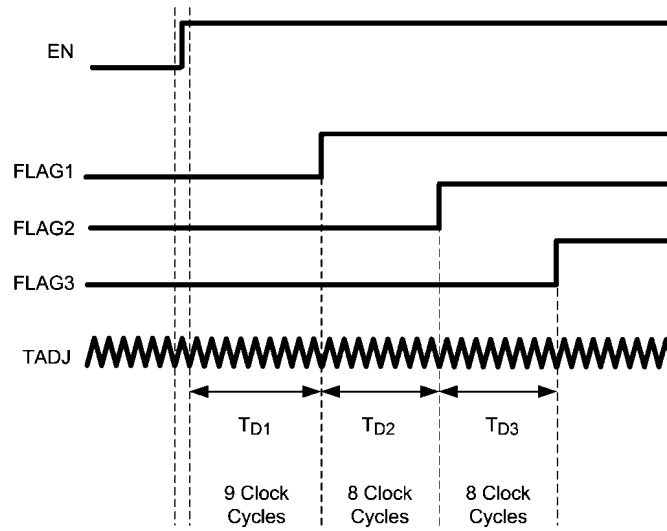 EN
FLAG1
FLAG2
FLAG3
TADJ
TD1
TD2
TD3
9 Clock
Cycles
8 Clock
Cycles
8 Clock
Cycles